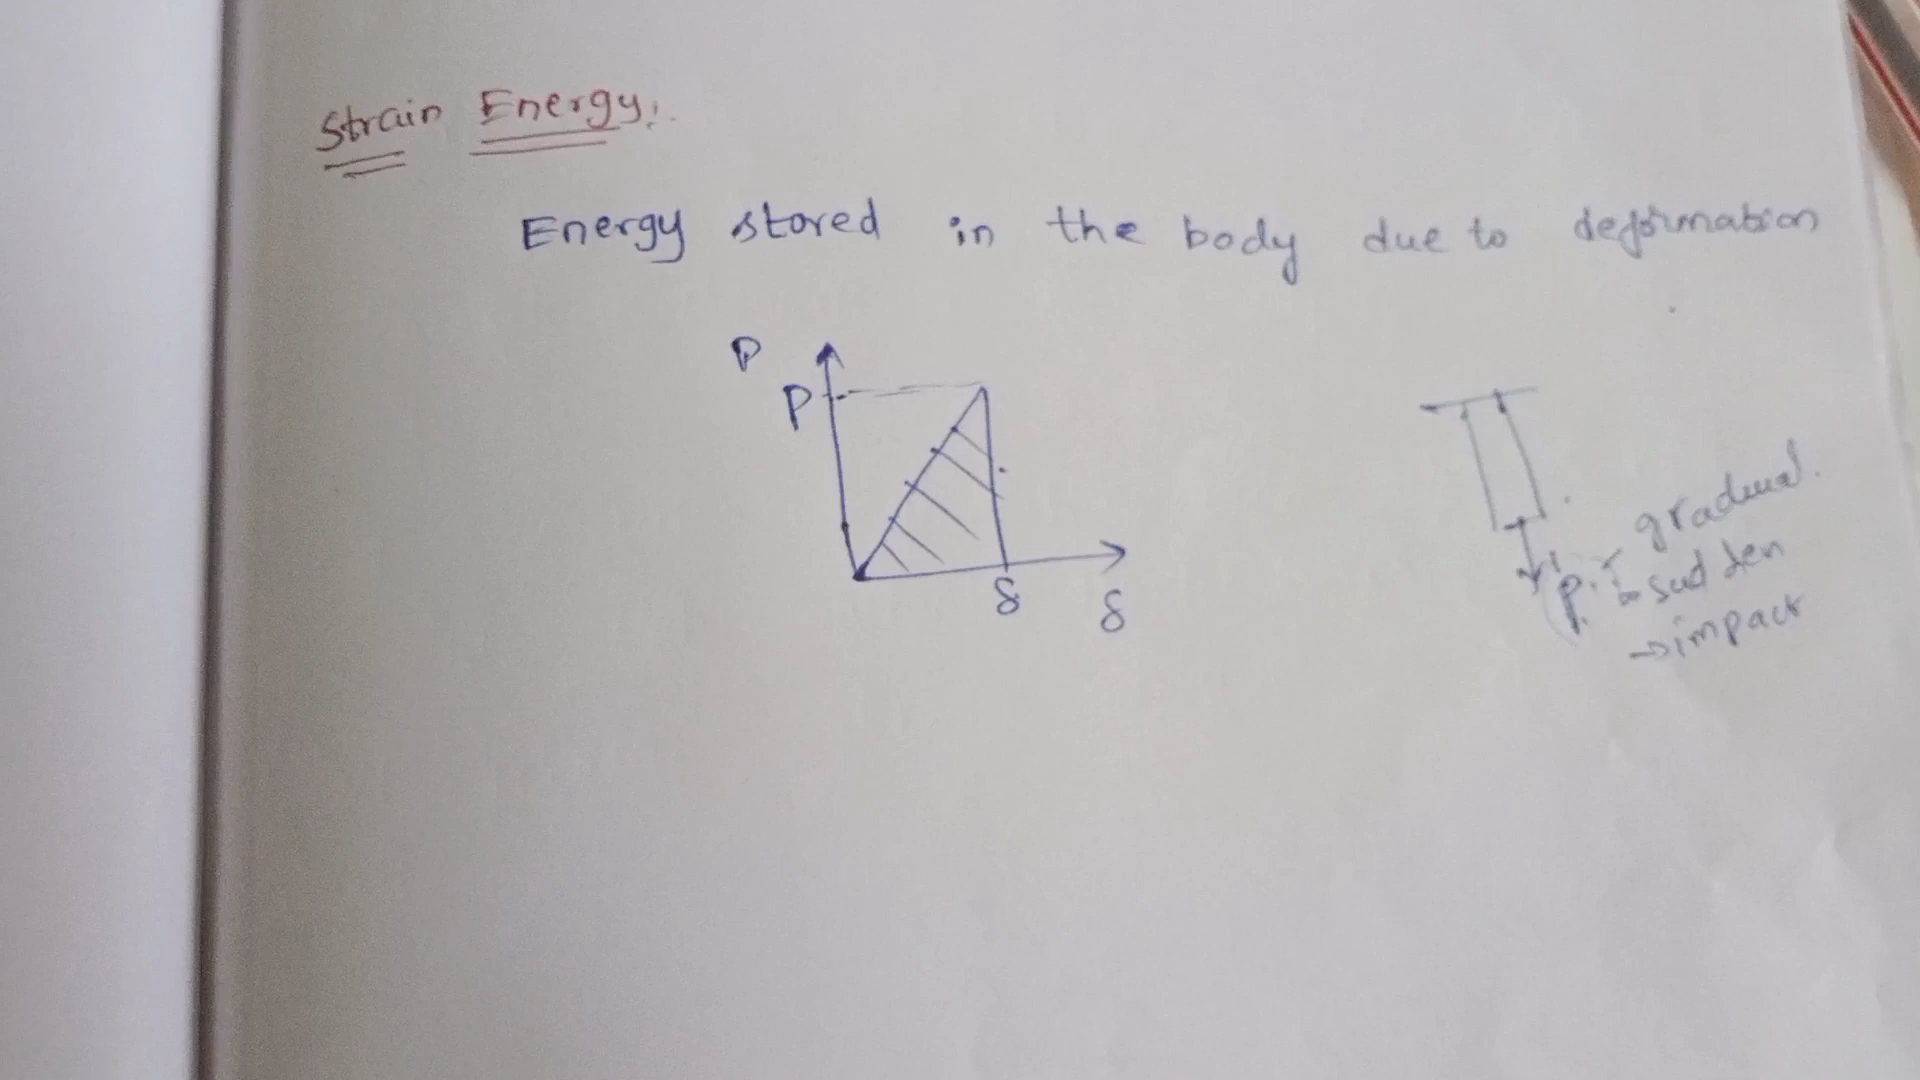 Strain Energy:.
Energy stored in the body due to deformation
P
P
δ
δ
P. → gradual.
→ sudden
→ impact